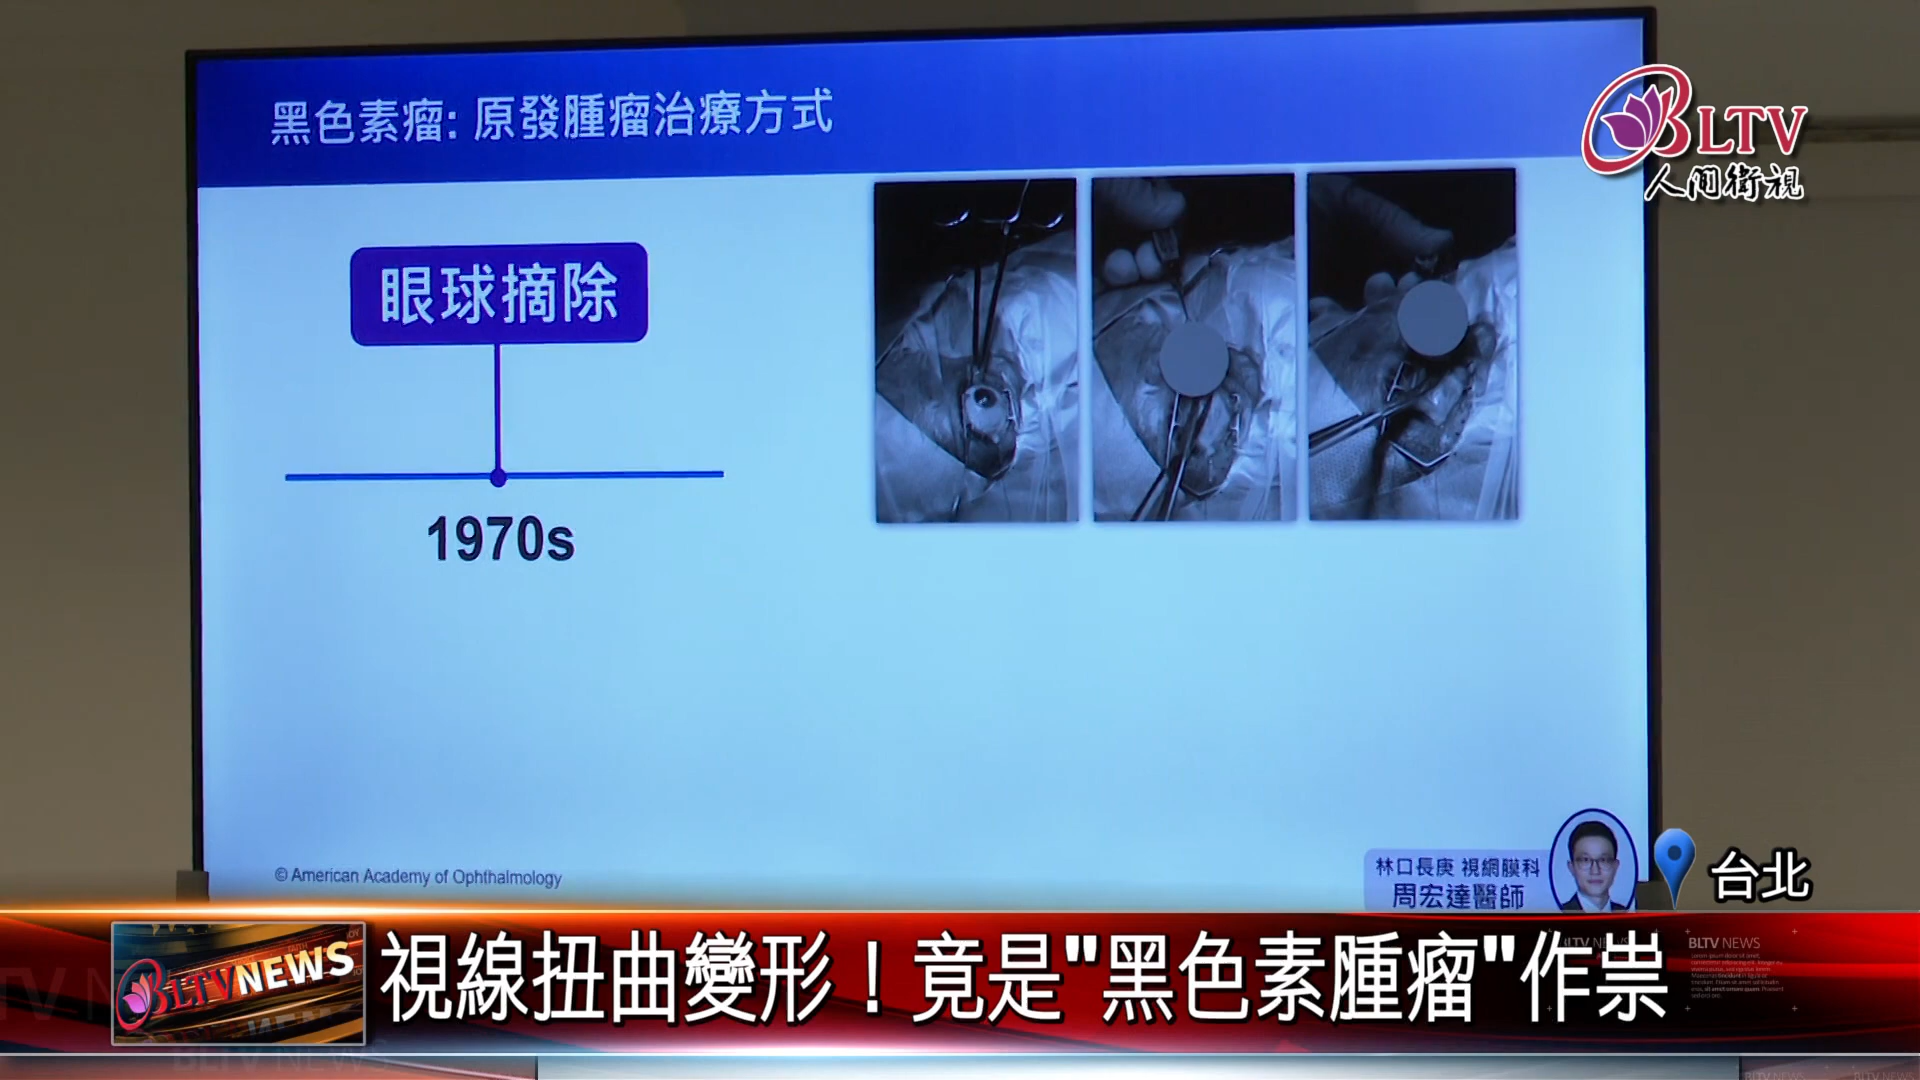 黑色素瘤: 原發腫瘤治療方式
BLTV
人間衛視
眼球摘除
1970s
© American Academy of Ophthalmology
林口長庚 視網膜科
周宏達醫師
台北
BLTV NEWS
視線扭曲變形！竟是"黑色素腫瘤"作祟
BLTV NEWS